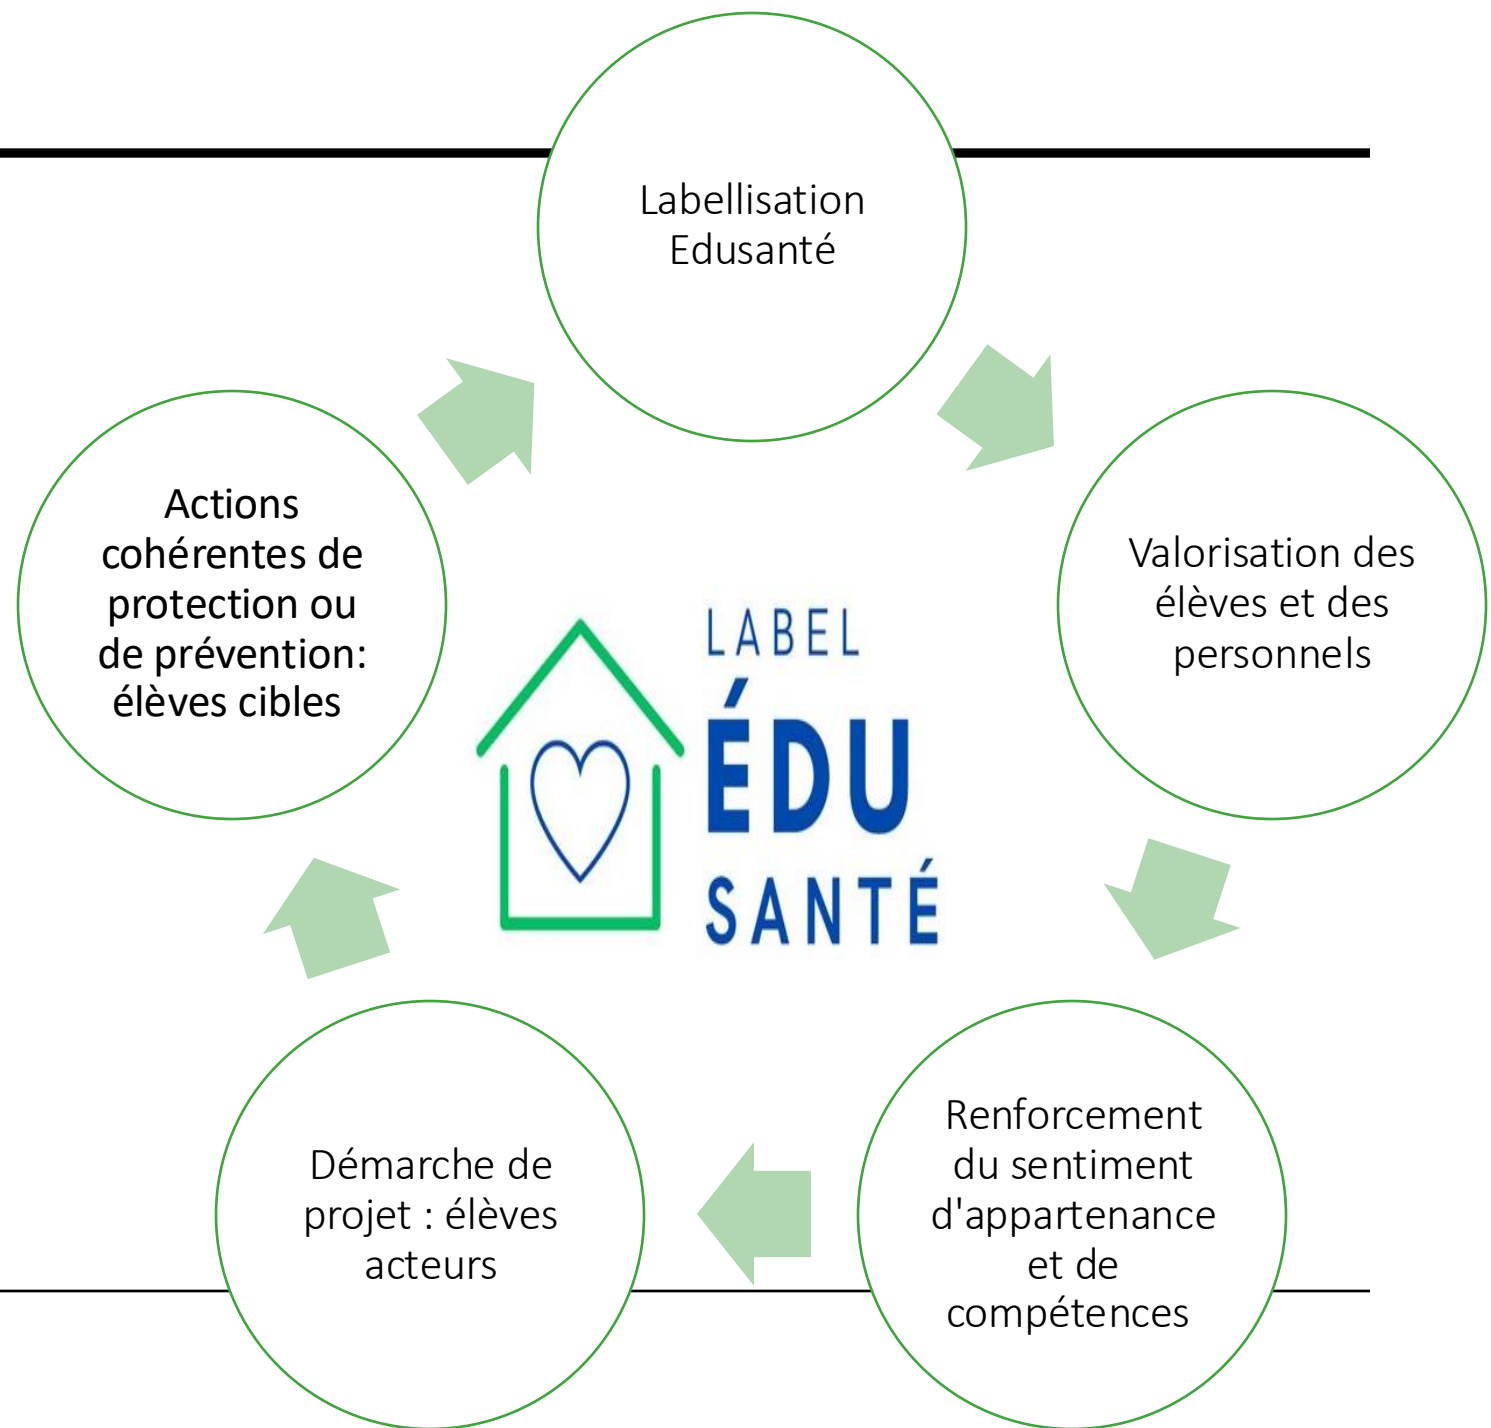 Labellisation
Edusanté
Valorisation des
élèves et des
personnels
Renforcement
du sentiment
d'appartenance
et de
compétences
Démarche de
projet : élèves
acteurs
Actions
cohérentes de
protection ou
de prévention:
élèves cibles
LABEL
ÉDU
SANTÉ